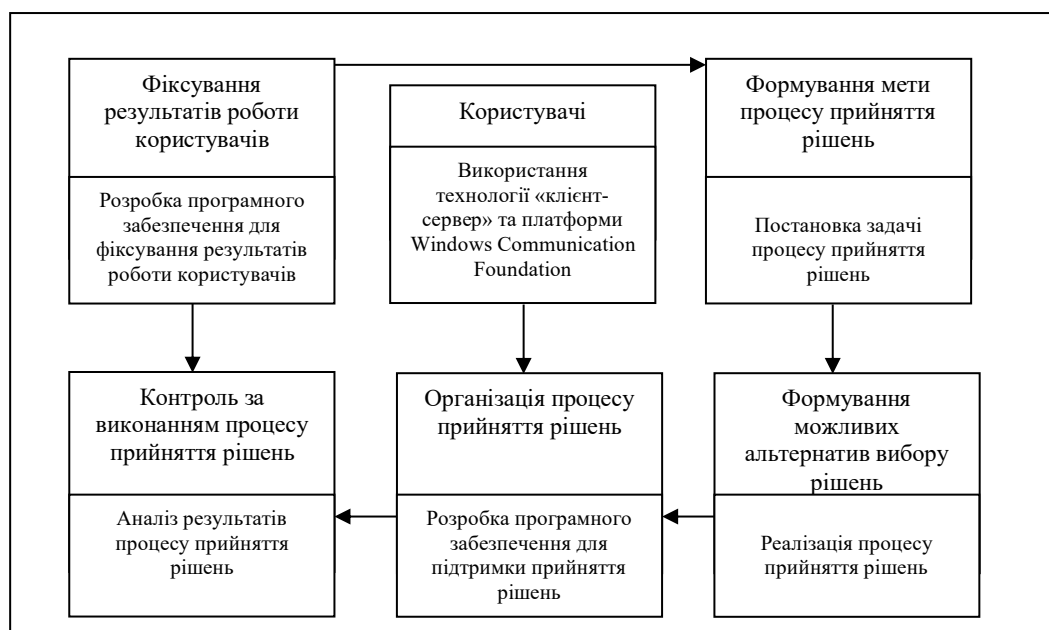 Фіксування
результатів роботи
користувачів
Розробка програмного
забезпечення для
фіксування результатів
роботи користувачів
Користувачі
Використання
технології «клієнт-
сервер» та платформи
Windows Communication
Foundation
Формування мети
процесу прийняття
рішень
Постановка задачі
процесу прийняття
рішень
Контроль за
виконанням процесу
прийняття рішень
Аналіз результатів
процесу прийняття
рішень
Організація процесу
прийняття рішень
Розробка програмного
забезпечення для
підтримки прийняття
рішень
Формування
можливих
альтернатив вибору
рішень
Реалізація процесу
прийняття рішень